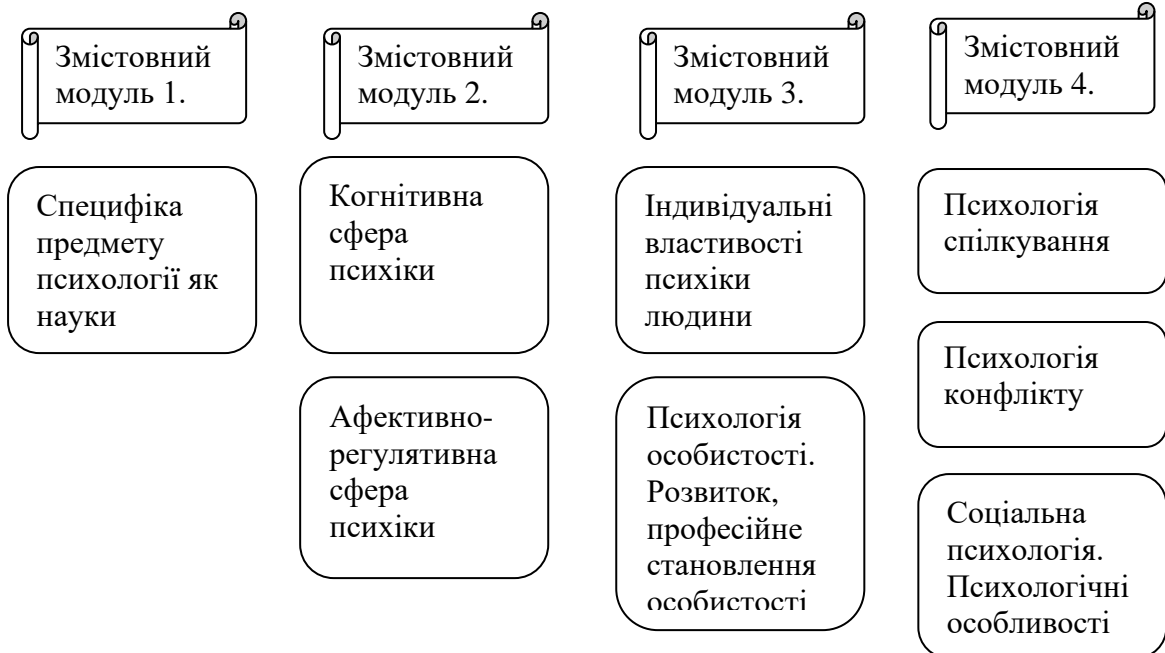 Змістовний
модуль 1.
Специфіка
предмету
психології як
науки
Змістовний
модуль 2.
Когнітивна
сфера
психіки
Афективно-
регулятивна
сфера
психіки
Змістовний
модуль 3.
Індивідуальні
властивості
психіки
людини
Психологія
особистості.
Розвиток,
професійне
становлення
особистості
Змістовний
модуль 4.
Психологія
спілкування
Психологія
конфлікту
Соціальна
психологія.
Психологічні
особливості